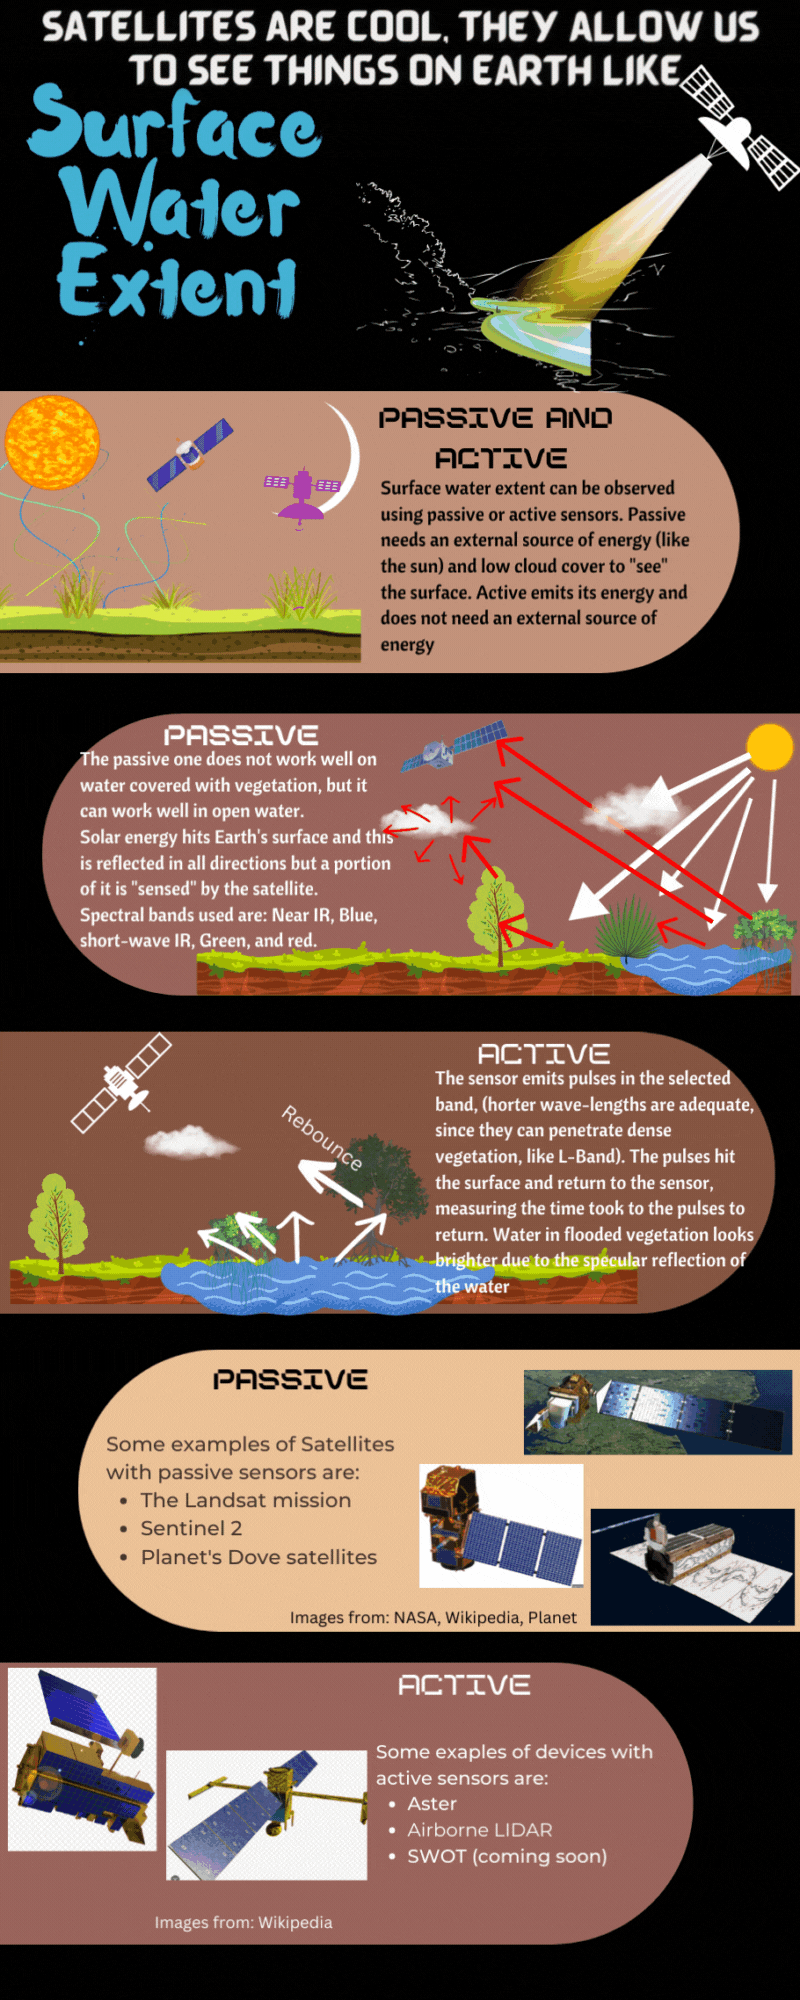 SATELLITES ARE COOL, THEY ALLOW US
TO SEE THINGS ON EARTH LIKE
Surface
Water
Extent
PASSIVE AND
ACTIVE
Surface water extent can be observed
using passive or active sensors. Passive
needs an external source of energy (like
the sun) and low cloud cover to "see"
the surface. Active emits its energy and
does not need an external source of
energy
PASSIVE
The passive one does not work well on
water covered with vegetation, but it
can work well in open water.
Solar energy hits Earth's surface and this
is reflected in all directions but a portion
of it is "sensed" by the satellite.
Spectral bands used are: Near IR, Blue,
short-wave IR, Green, and red.
Rebounce
ACTIVE
The sensor emits pulses in the selected
band, (horter wave-lengths are adequate,
since they can penetrate dense
vegetation, like L-Band). The pulses hit
the surface and return to the sensor,
measuring the time took to the pulses to
return. Water in flooded vegetation looks
brighter due to the specular reflection of
the water
PASSIVE
Some examples of Satellites
with passive sensors are:
• The Landsat mission
• Sentinel 2
• Planet's Dove satellites
Images from: NASA, Wikipedia, Planet
ACTIVE
Some exaples of devices with
active sensors are:
• Aster
• Airborne LIDAR
• SWOT (coming soon)
Images from: Wikipedia